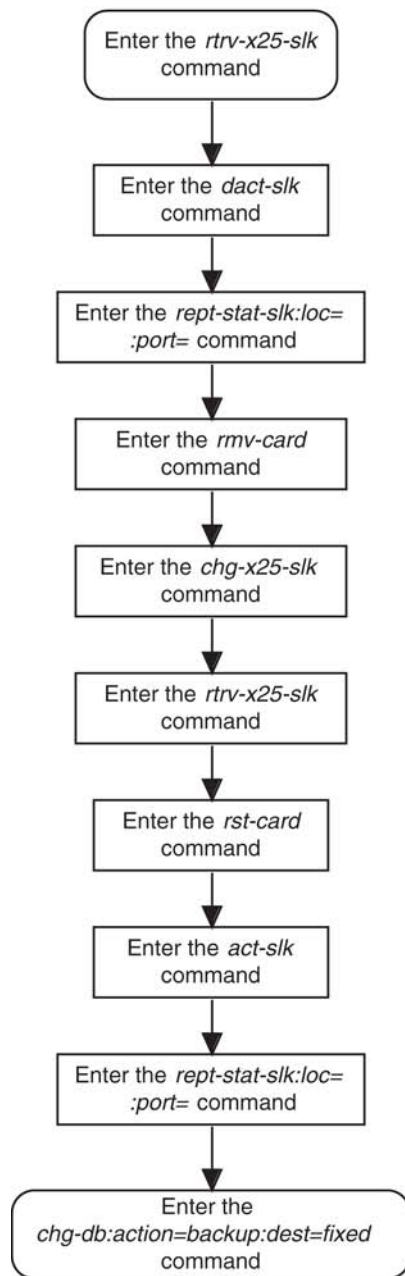 Enter the rtrv-x25-slk
command
Enter the dact-slk
command
Enter the rept-stat-slk:loc=
:port= command
Enter the rmv-card
command
Enter the chg-x25-slk
command
Enter the rtrv-x25-slk
command
Enter the rst-card
command
Enter the act-slk
command
Enter the rept-stat-slk:loc=
:port= command
Enter the
chg-db:action=backup:dest=fixed
command